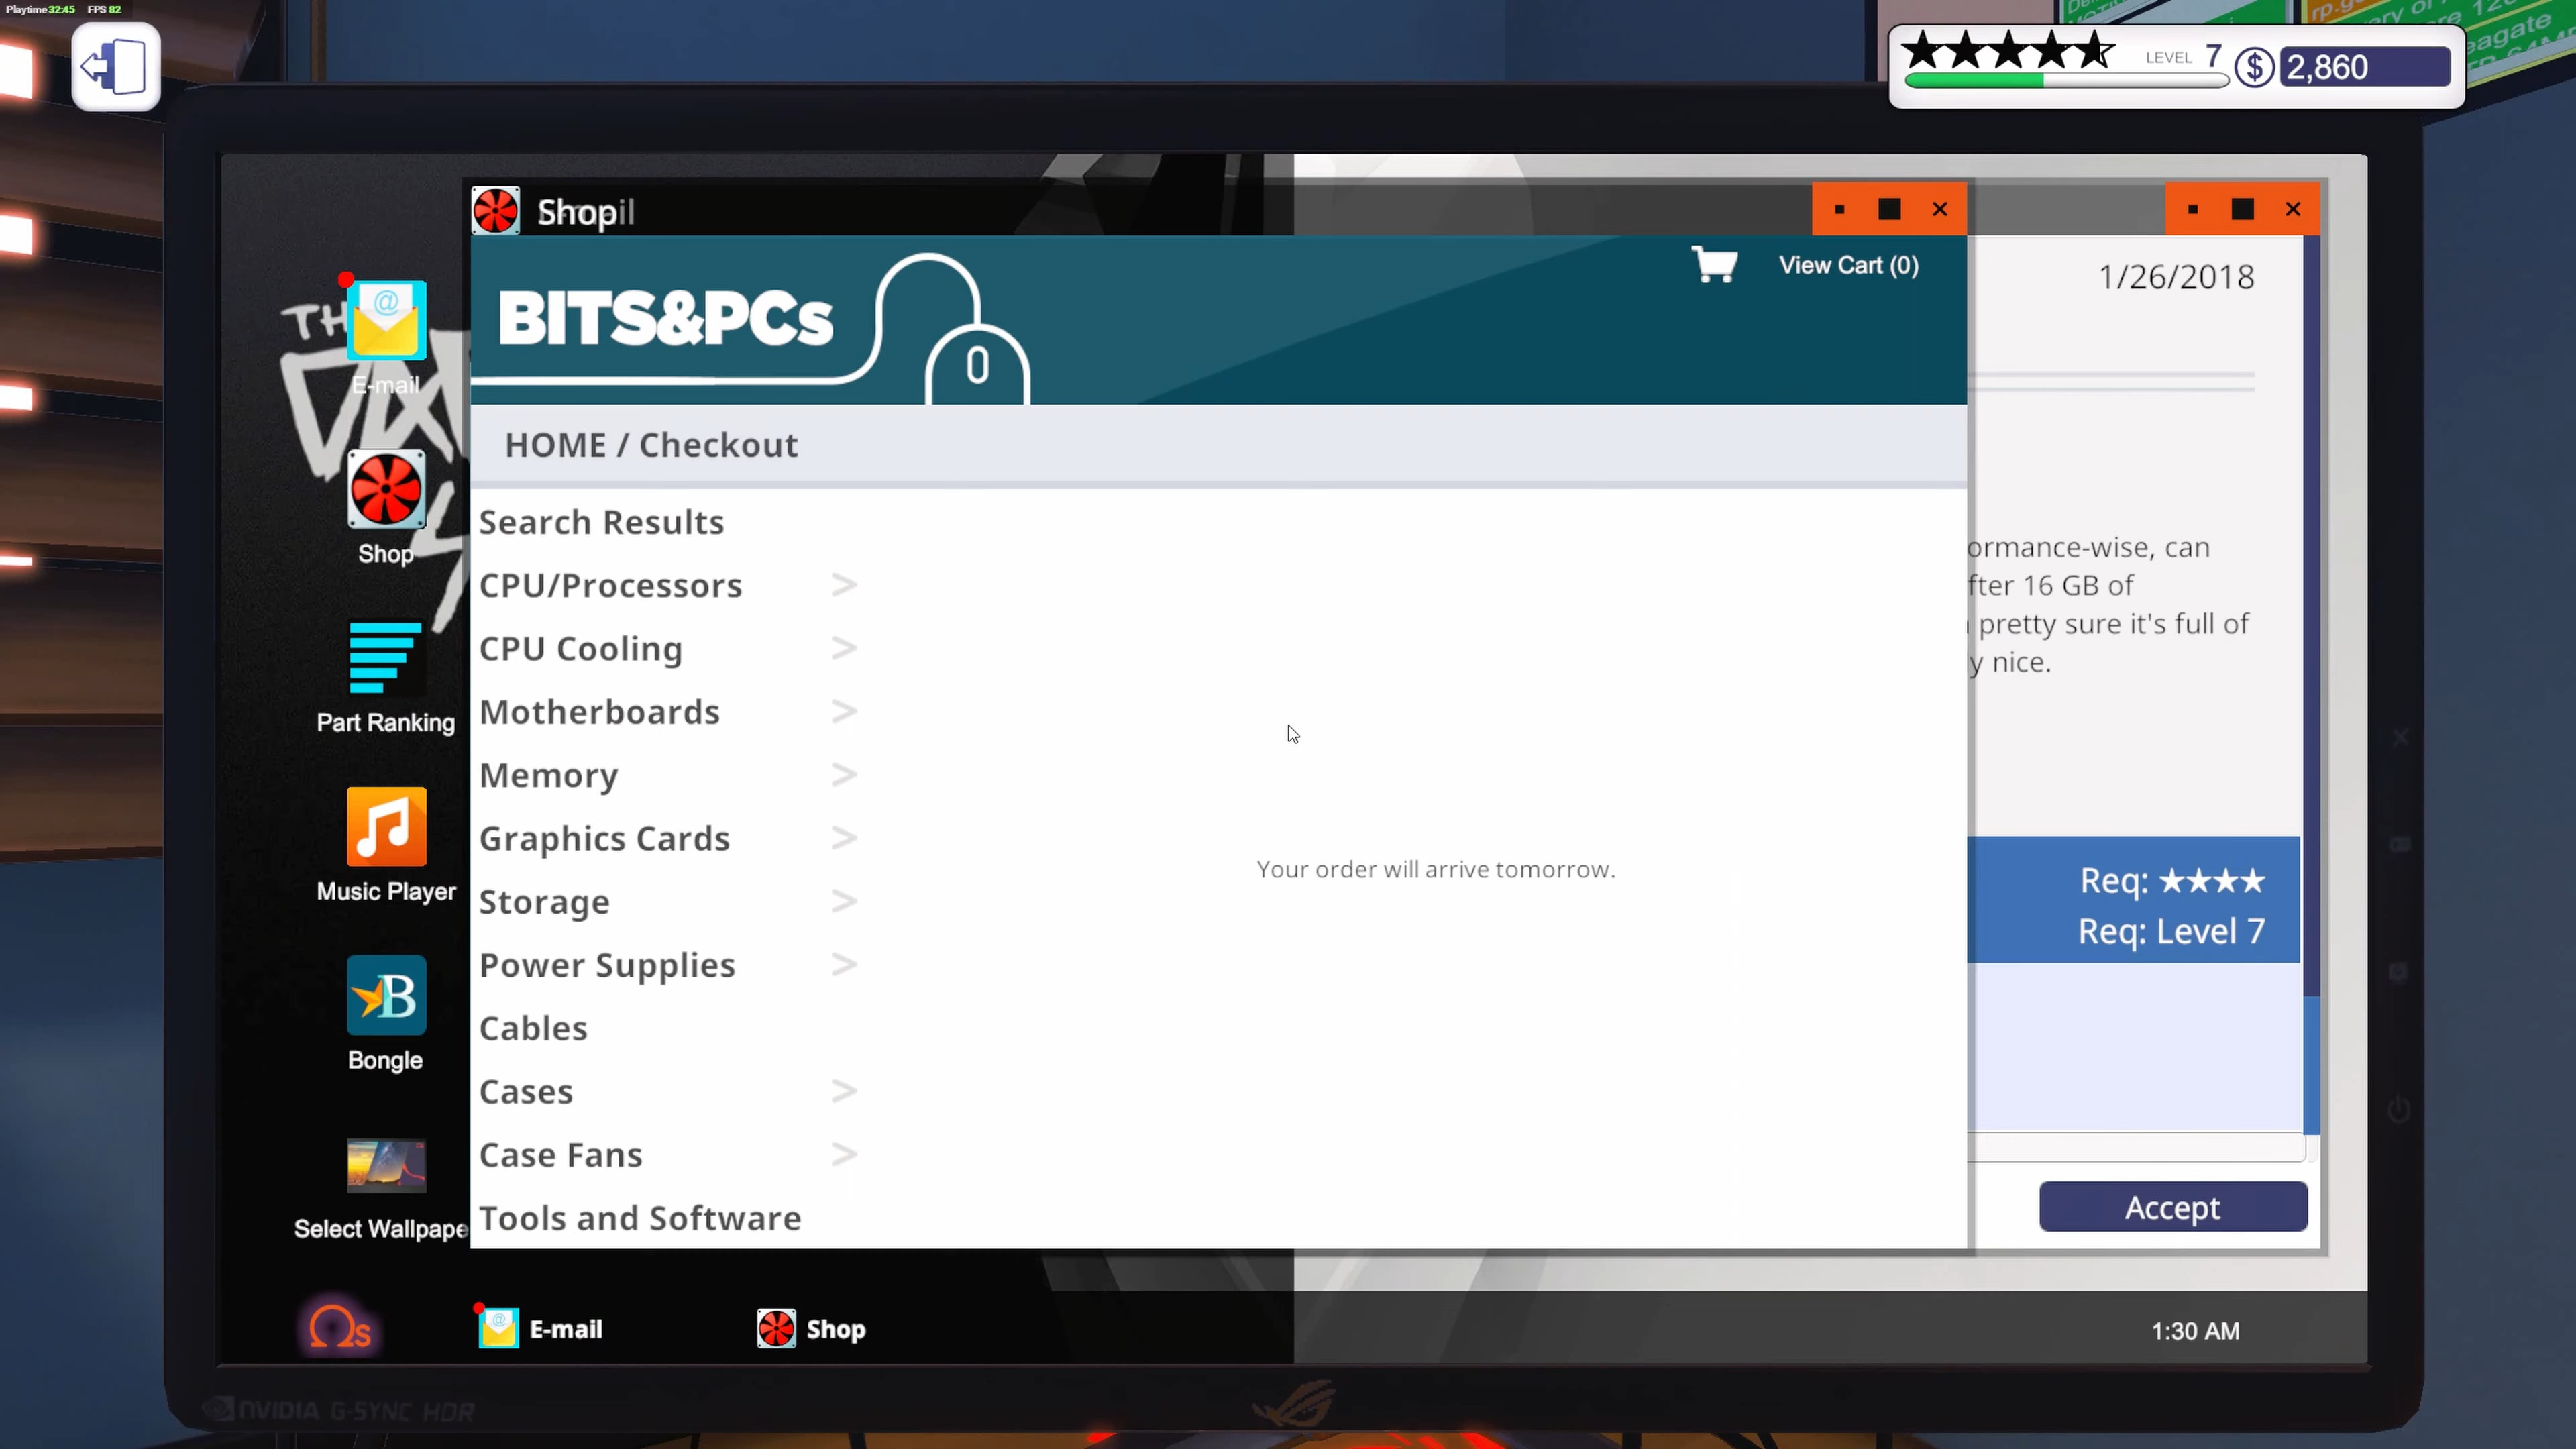 Playtime 32:45 FPS 82
LEVEL 7 $ 2,860
Shop
View Cart (0)
BITS&PCs
HOME / Checkout
Search Results
CPU/Processors >
CPU Cooling >
Motherboards >
Memory >
Graphics Cards >
Storage >
Power Supplies >
Cables
Cases >
Case Fans >
Tools and Software
Your order will arrive tomorrow.
1/26/2018
ormance-wise, can
fter 16 GB of
pretty sure it's full of
y nice.
Req: ★★★★
Req: Level 7
Accept
E-mail
Shop
Part Ranking
Music Player
Bongle
Select Wallpape
Ωs
E-mail
Shop
1:30 AM
NVIDIA G-SYNC HDR